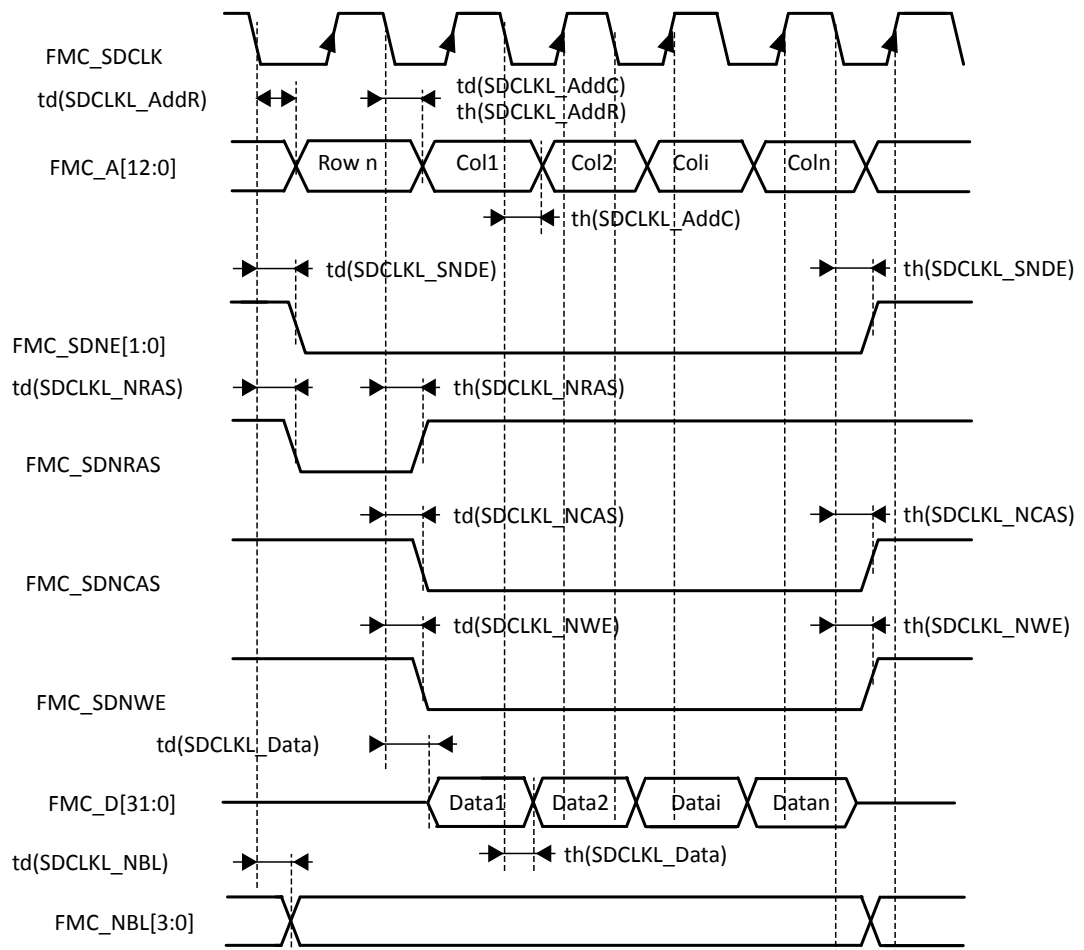 FMC_SDCLK
td(SDCLKL_AddR)
td(SDCLKL_AddC)
th(SDCLKL_AddR)
FMC_A[12:0]
Row n
Col1
Col2
Coli
Coln
th(SDCLKL_AddC)
td(SDCLKL_SNDE)
th(SDCLKL_SNDE)
FMC_SDNE[1:0]
td(SDCLKL_NRAS)
th(SDCLKL_NRAS)
FMC_SDNRAS
td(SDCLKL_NCAS)
th(SDCLKL_NCAS)
FMC_SDNCAS
td(SDCLKL_NWE)
th(SDCLKL_NWE)
FMC_SDNWE
td(SDCLKL_Data)
FMC_D[31:0]
Data1
Data2
Datai
Datan
td(SDCLKL_NBL)
th(SDCLKL_Data)
FMC_NBL[3:0]